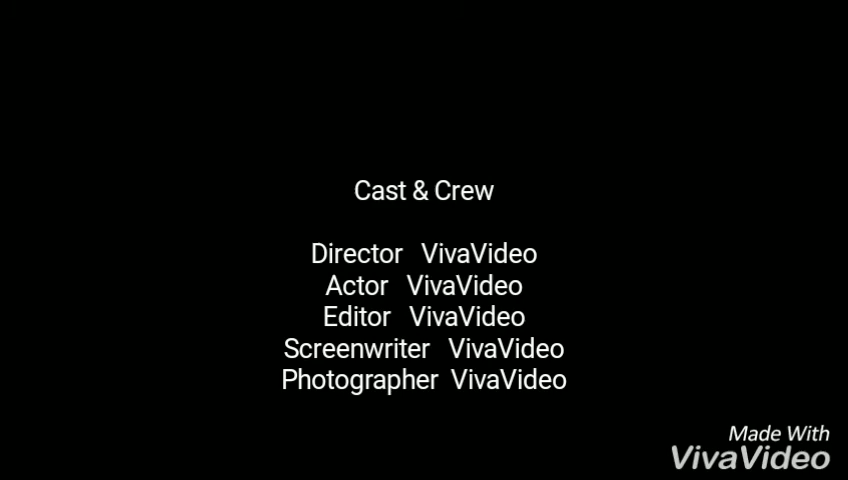 Cast & Crew
Director VivaVideo
Actor VivaVideo
Editor VivaVideo
Screenwriter VivaVideo
Photographer VivaVideo
Made With
VivaVideo